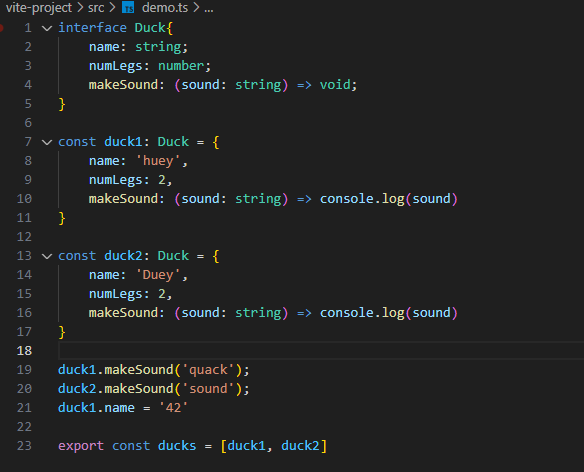 vite-project > src > TS demo.ts > ...
1 interface Duck{
2 name: string;
3 numLegs: number;
4 makeSound: (sound: string) => void;
5 }
6
7 const duck1: Duck = {
8 name: 'huey',
9 numLegs: 2,
10 makeSound: (sound: string) => console.log(sound)
11 }
12
13 const duck2: Duck = {
14 name: 'Duey',
15 numLegs: 2,
16 makeSound: (sound: string) => console.log(sound)
17 }
18
19 duck1.makeSound('quack');
20 duck2.makeSound('sound');
21 duck1.name = '42'
22
23 export const ducks = [duck1, duck2]